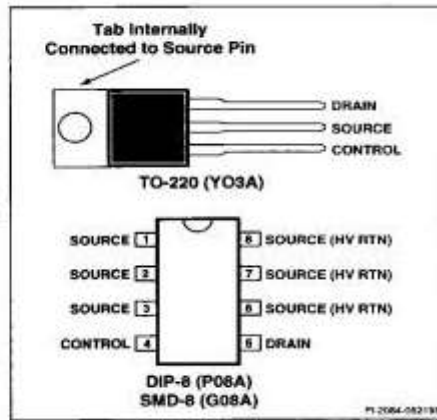 Tab Internally
Connected to Source Pin
DRAIN
SOURCE
CONTROL
TO-220 (YO3A)
SOURCE 1 8 SOURCE (HV RTN)
SOURCE 2 7 SOURCE (HV RTN)
SOURCE 3 6 SOURCE (HV RTN)
CONTROL 4 5 DRAIN
DIP-8 (P08A)
SMD-8 (G08A)